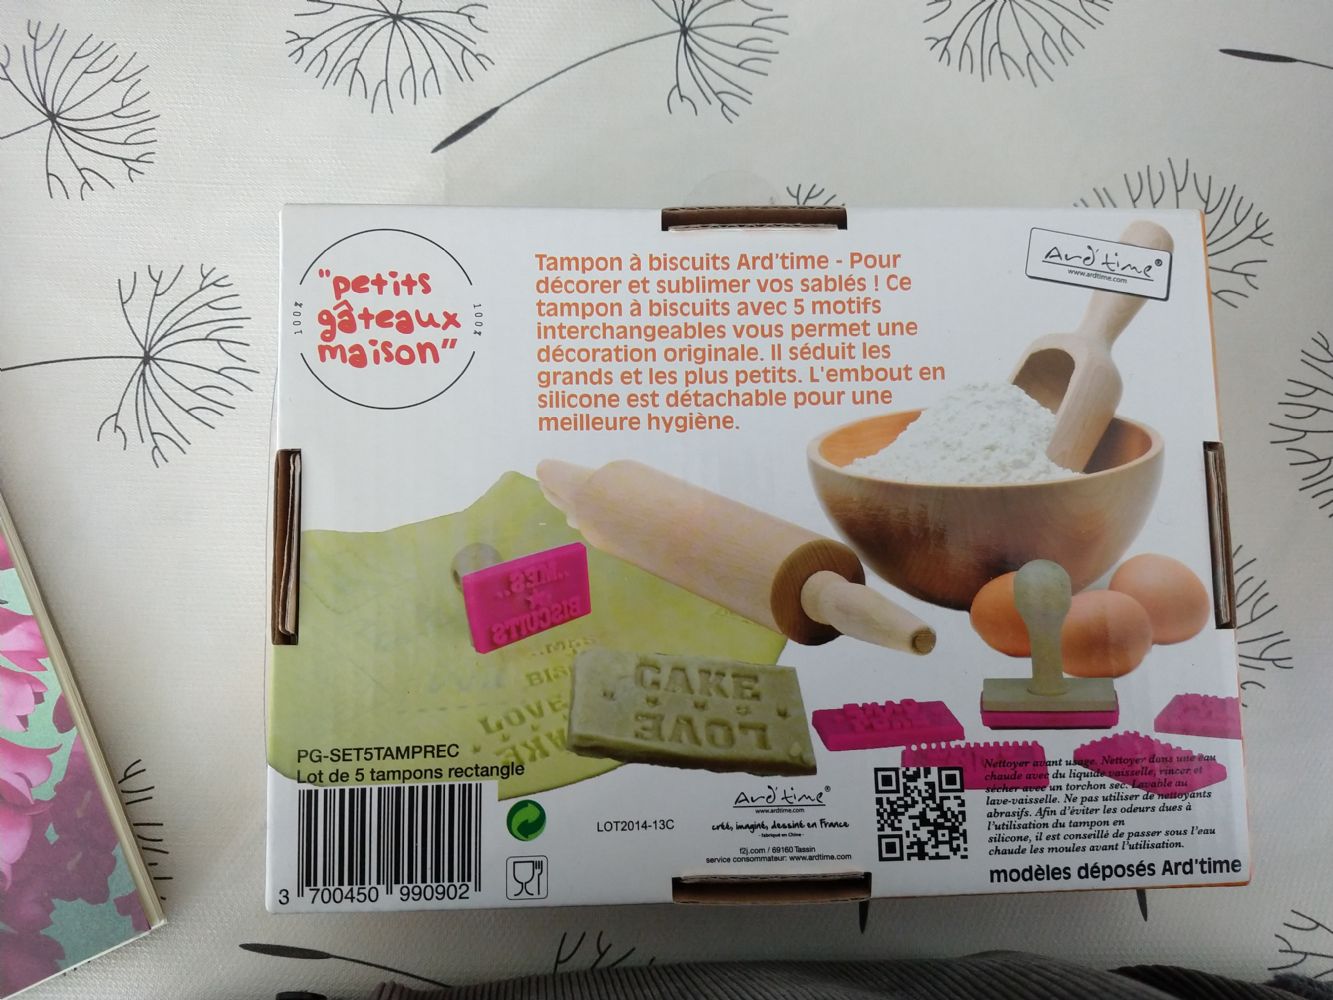 "petits
gâteaux
maison"
100%
100%
Tampon à biscuits Ard'time - Pour
décorer et sublimer vos sablés ! Ce
tampon à biscuits avec 5 motifs
interchangeables vous permet une
décoration originale. Il séduit les
grands et les plus petits. L'embout en
silicone est détachable pour une
meilleure hygiène.
Ard'time®
www.ardtime.com
BISCUITS
CAKE
LOVE
LOVE
PG-SET5TAMPREC
Lot de 5 tampons rectangle
3 700450 990902
LOT2014-13C
Ard'time®
www.ardtime.com
créé, imaginé, dessiné en France
- fabriqué en Chine -
f2j.com / 69160 Tassin
service consommateur: www.ardtime.com
Nettoyer avant usage. Nettoyer dans une eau
chaude avec du liquide vaisselle, rincer et
sécher avec un torchon sec. Lavable au
lave-vaisselle. Ne pas utiliser de nettoyants
abrasifs. Afin d'éviter les odeurs dues à
l'utilisation du tampon en
silicone, il est conseillé de passer sous l'eau
chaude les moules avant l'utilisation.
modèles déposés Ard'time